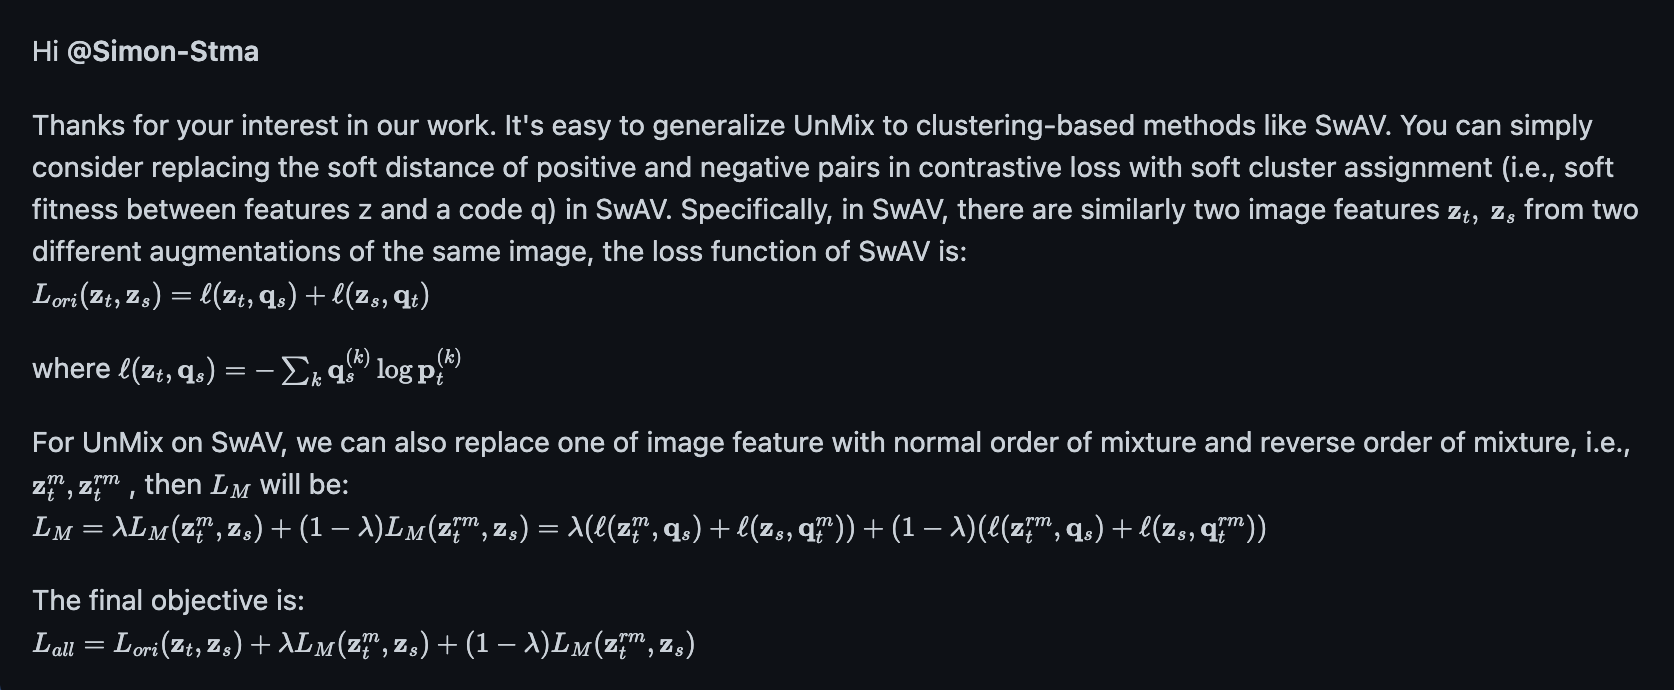 Hi @Simon-Stma
Thanks for your interest in our work. It's easy to generalize UnMix to clustering-based methods like SwAV. You can simply
consider replacing the soft distance of positive and negative pairs in contrastive loss with soft cluster assignment (i.e., soft
fitness between features z and a code q) in SwAV. Specifically, in SwAV, there are similarly two image features $\mathbf{z}_t$, $\mathbf{z}_s$ from two
different augmentations of the same image, the loss function of SwAV is:
$L_{ori}(\mathbf{z}_t, \mathbf{z}_s) = \ell(\mathbf{z}_t, \mathbf{q}_s) + \ell(\mathbf{z}_s, \mathbf{q}_t)$
where $\ell(\mathbf{z}_t, \mathbf{q}_s) = -\sum_k \mathbf{q}_s^{(k)} \log \mathbf{p}_t^{(k)}$
For UnMix on SwAV, we can also replace one of image feature with normal order of mixture and reverse order of mixture, i.e.,
$\mathbf{z}_t^m, \mathbf{z}_t^{rm}$ , then $L_M$ will be:
$L_M = \lambda L_M(\mathbf{z}_t^m, \mathbf{z}_s) + (1 - \lambda)L_M(\mathbf{z}_t^{rm}, \mathbf{z}_s) = \lambda(\ell(\mathbf{z}_t^m, \mathbf{q}_s) + \ell(\mathbf{z}_s, \mathbf{q}_t^m)) + (1 - \lambda)(\ell(\mathbf{z}_t^{rm}, \mathbf{q}_s) + \ell(\mathbf{z}_s, \mathbf{q}_t^{rm}))$
The final objective is:
$L_{all} = L_{ori}(\mathbf{z}_t, \mathbf{z}_s) + \lambda L_M(\mathbf{z}_t^m, \mathbf{z}_s) + (1 - \lambda)L_M(\mathbf{z}_t^{rm}, \mathbf{z}_s)$